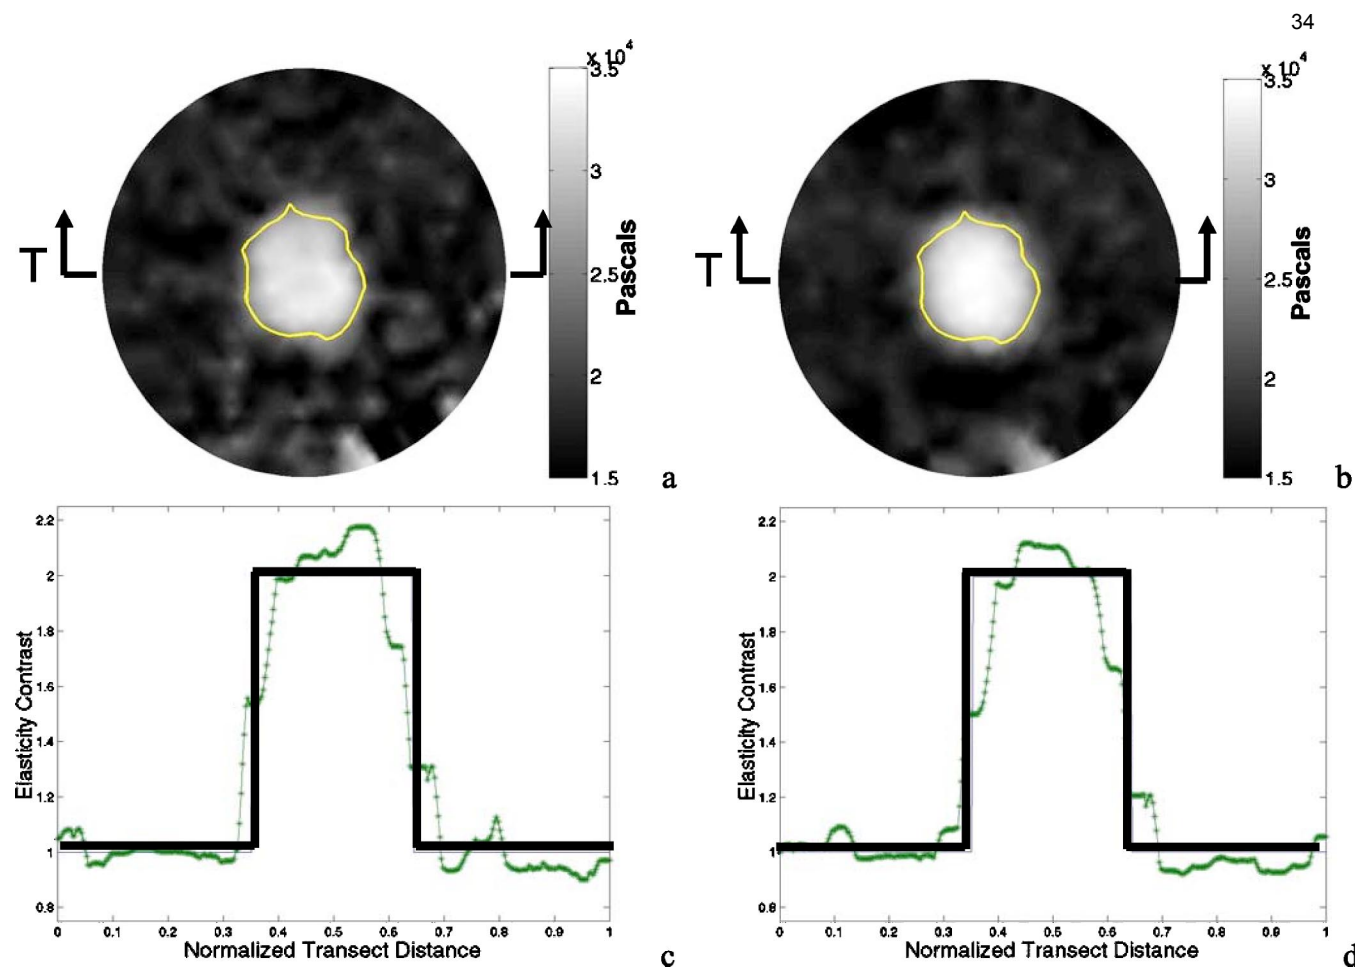 34
x 10^4
3.5
3
2.5
2
1.5
Pascals
T
a
x 10^4
3.5
3
2.5
2
1.5
Pascals
T
b
2.2
2
1.8
1.6
1.4
1.2
1
0.8
Elasticity Contrast
0 0.1 0.2 0.3 0.4 0.5 0.6 0.7 0.8 0.9 1
Normalized Transect Distance
c
2.2
2
1.8
1.6
1.4
1.2
1
0.8
Elasticity Contrast
0 0.1 0.2 0.3 0.4 0.5 0.6 0.7 0.8 0.9 1
Normalized Transect Distance
d